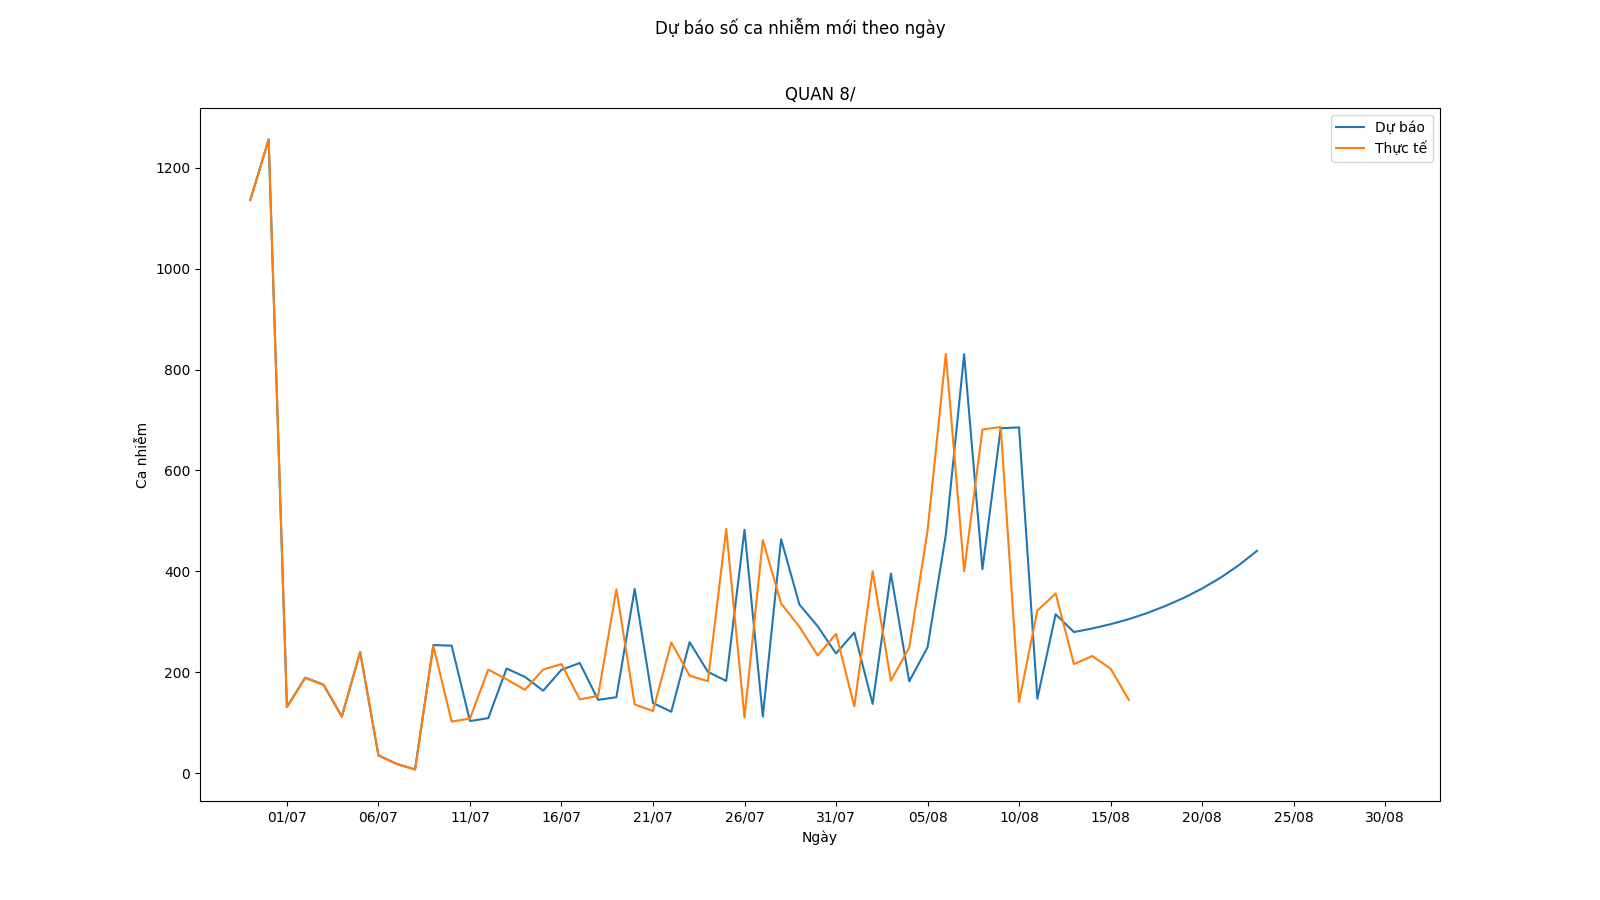 Dự báo số ca nhiễm mới theo ngày
QUAN 8/
Dự báo
Thực tế
1200
1000
800
600
400
200
0
Ca nhiễm
01/07 06/07 11/07 16/07 21/07 26/07 31/07 05/08 10/08 15/08 20/08 25/08 30/08
Ngày